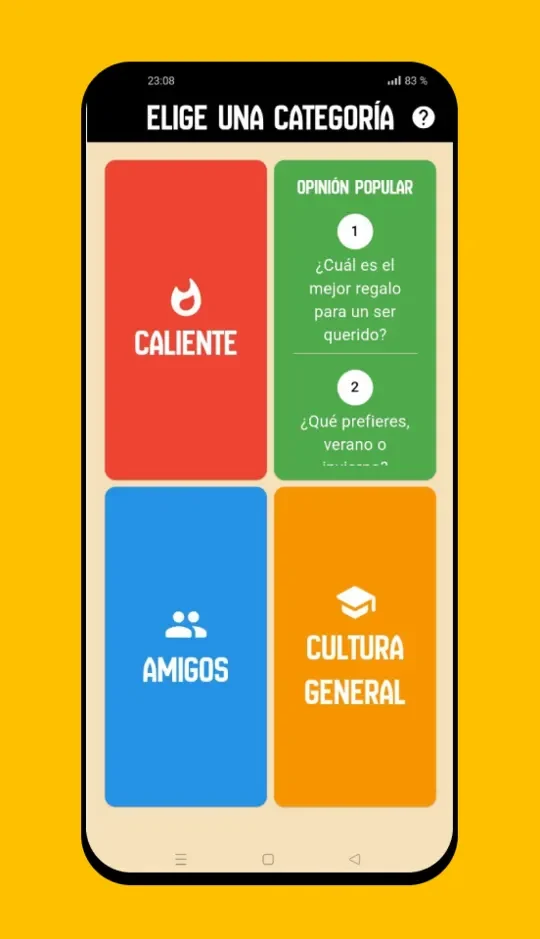 23:08
83 %
ELIGE UNA CATEGORÍA
?
CALIENTE
OPINIÓN POPULAR
1
¿Cuál es el
mejor regalo
para un ser
querido?
2
¿Qué prefieres,
verano o
AMIGOS
CULTURA
GENERAL